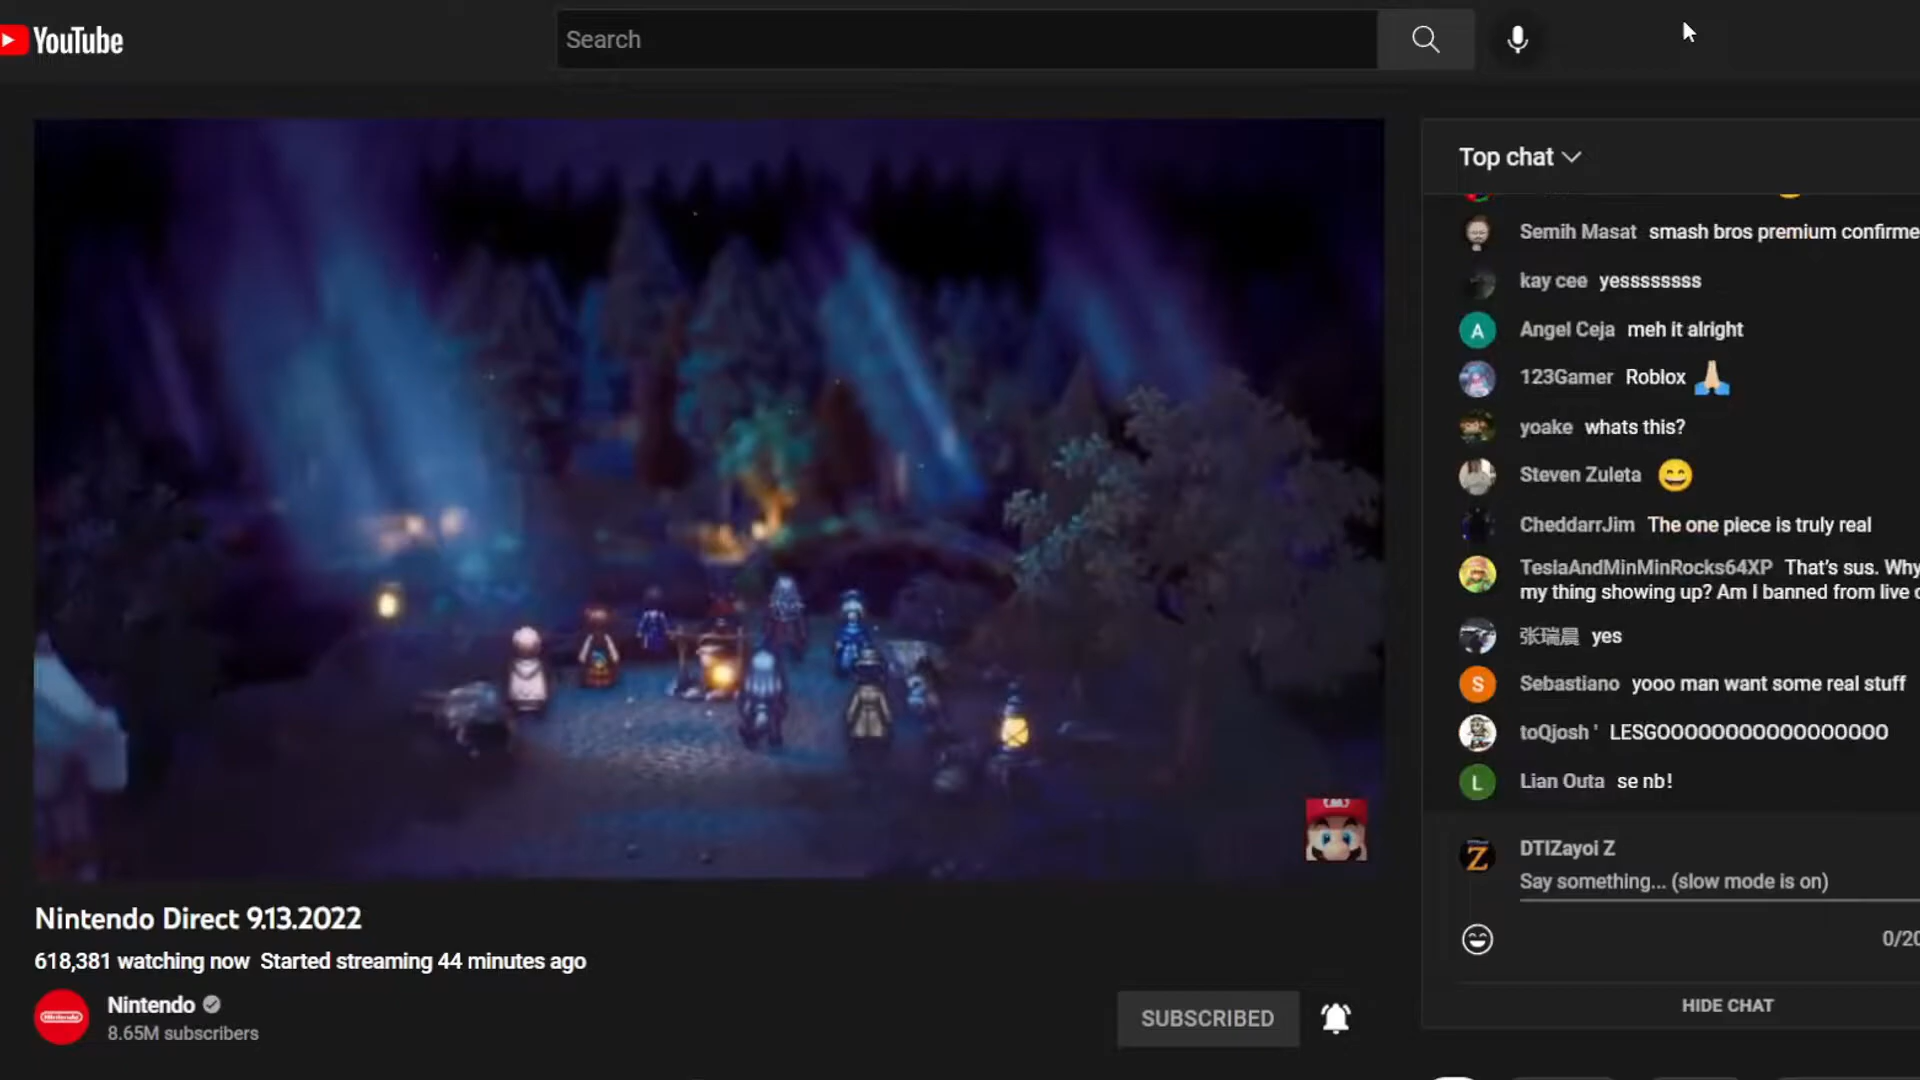 YouTube
Search
Top chat
Semih Masat smash bros premium confirme
kay cee yessssssss
A Angel Ceja meh it alright
123Gamer Roblox
yoake whats this?
Steven Zuleta
CheddarrJim The one piece is truly real
TeslaAndMinMinRocks64XP That's sus. Why
my thing showing up? Am I banned from live c
张瑞晨 yes
S Sebastiano yooo man want some real stuff
toQjosh ' LESGOOOOOOOOOOOOOOOOO
L Lian Outa se nb!
Z DTIZayoi Z
Say something... (slow mode is on)
0/20
HIDE CHAT
Nintendo Direct 9.13.2022
618,381 watching now Started streaming 44 minutes ago
Nintendo
Nintendo
8.65M subscribers
SUBSCRIBED